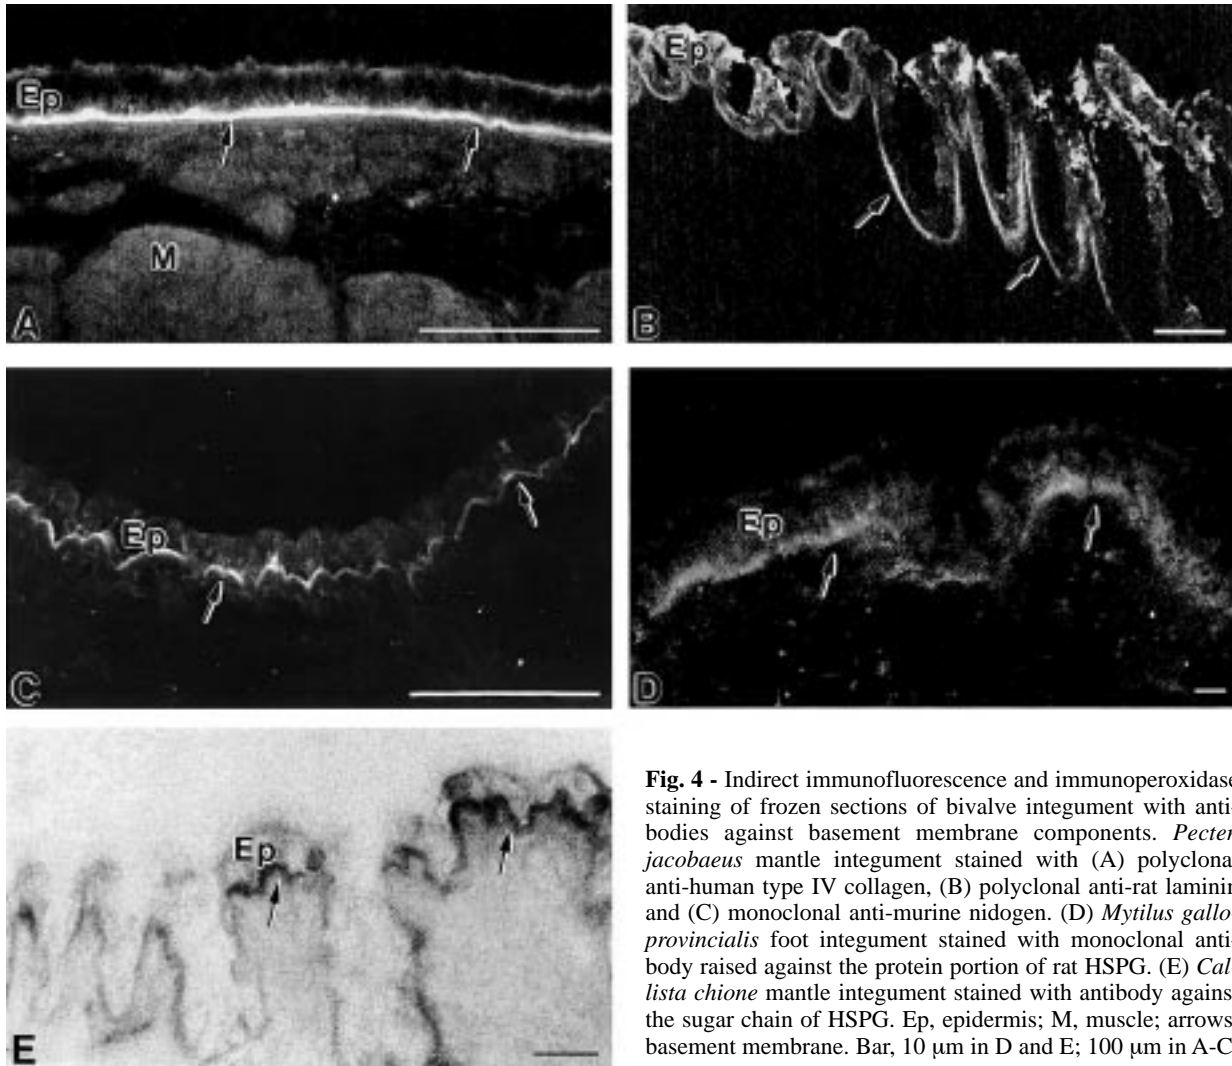 Ep
M
A
Ep
B
Ep
C
Ep
D
Ep
E
Fig. 4 - Indirect immunofluorescence and immunoperoxidase
staining of frozen sections of bivalve integument with anti-
bodies against basement membrane components. Pecten
jacobaeus mantle integument stained with (A) polyclonal
anti-human type IV collagen, (B) polyclonal anti-rat laminin
and (C) monoclonal anti-murine nidogen. (D) Mytilus gallo-
provincialis foot integument stained with monoclonal anti-
body raised against the protein portion of rat HSPG. (E) Cal-
lista chione mantle integument stained with antibody against
the sugar chain of HSPG. Ep, epidermis; M, muscle; arrows,
basement membrane. Bar, 10 μm in D and E; 100 μm in A-C.